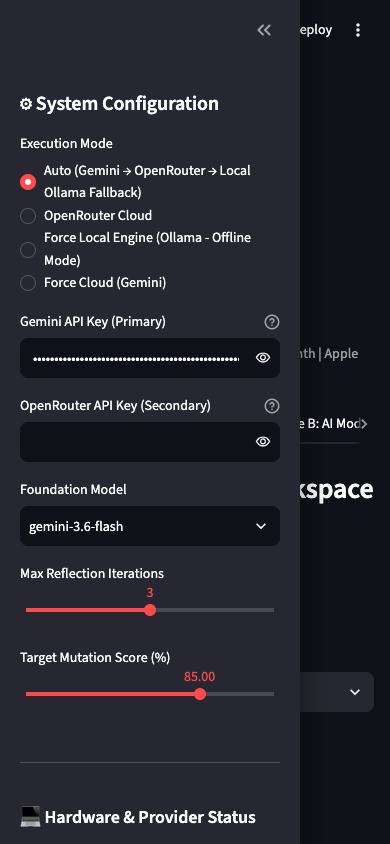 eploy
System Configuration
Execution Mode
Auto (Gemini → OpenRouter → Local
Ollama Fallback)
OpenRouter Cloud
Force Local Engine (Ollama - Offline
Mode)
Force Cloud (Gemini)
Gemini API Key (Primary)
nth | Apple
OpenRouter API Key (Secondary)
e B: AI Mod
kspace
Foundation Model
gemini-3.6-flash
Max Reflection Iterations
3
Target Mutation Score (%)
85.00
Hardware & Provider Status